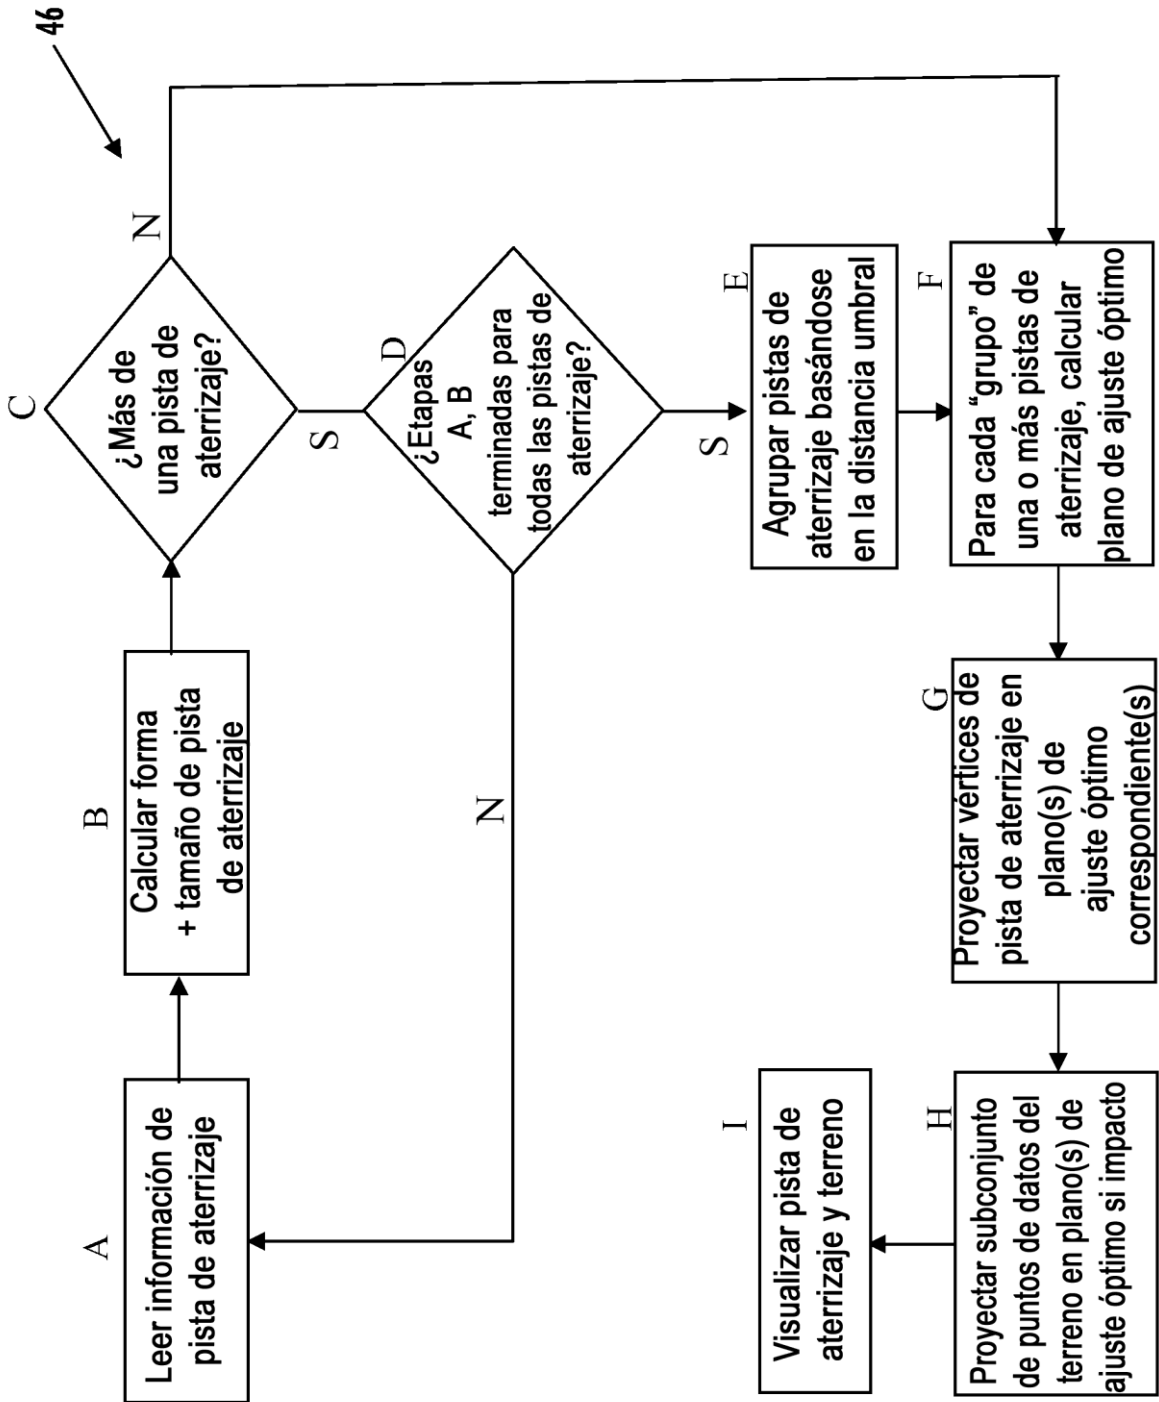 46
A
Leer información de
pista de aterrizaje
B
Calcular forma
+ tamaño de pista
de aterrizaje
C
¿Más de
una pista de
aterrizaje?
N
S
D
¿Etapas
A, B
terminadas para
todas las pistas de
aterrizaje?
N
S
E
Agrupar pistas de
aterrizaje basándose
en la distancia umbral
F
Para cada “grupo” de
una o más pistas de
aterrizaje, calcular
plano de ajuste óptimo
G
Proyectar vértices de
pista de aterrizaje en
plano(s) de
ajuste óptimo
correspondiente(s)
H
Proyectar subconjunto
de puntos de datos del
terreno en plano(s) de
ajuste óptimo si impacto
I
Visualizar pista de
aterrizaje y terreno